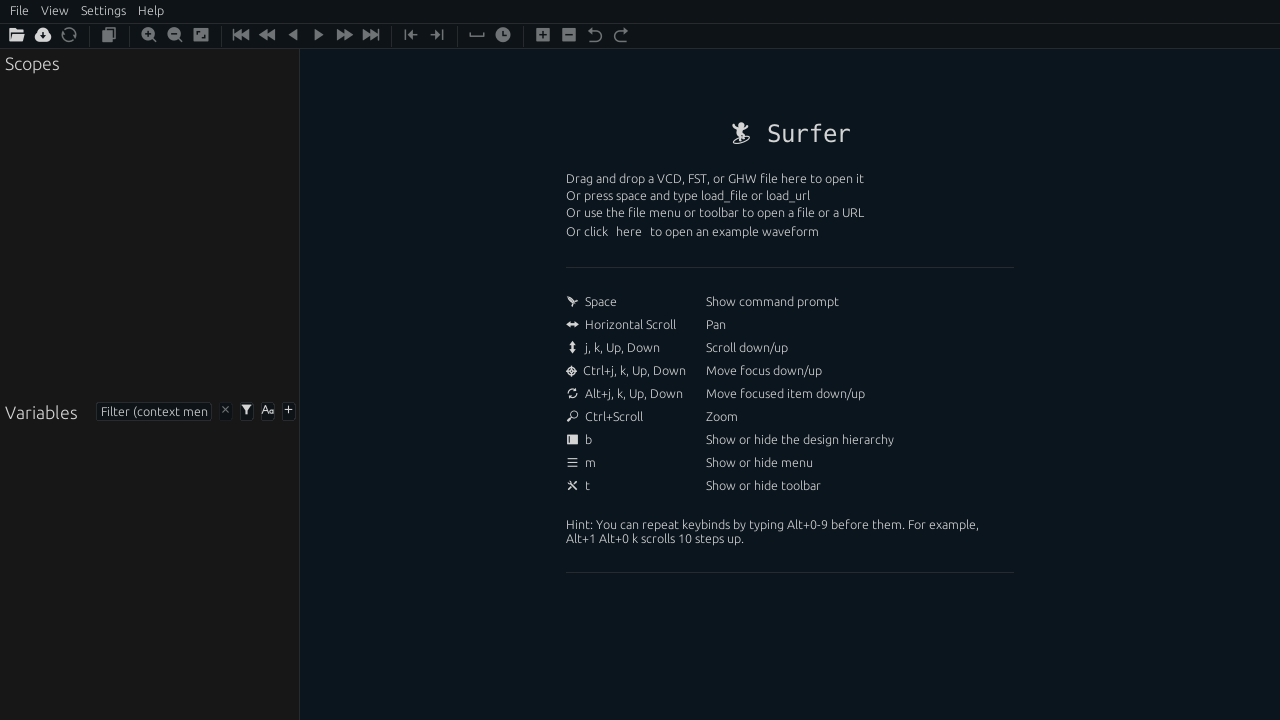 File View Settings Help
Scopes
Surfer
Drag and drop a VCD, FST, or GHW file here to open it
Or press space and type load_file or load_url
Or use the file menu or toolbar to open a file or a URL
Or click here to open an example waveform
Space Show command prompt
Horizontal Scroll Pan
j, k, Up, Down Scroll down/up
Ctrl+j, k, Up, Down Move focus down/up
Alt+j, k, Up, Down Move focused item down/up
Variables Filter (context men × Aa +
Ctrl+Scroll Zoom
b Show or hide the design hierarchy
m Show or hide menu
t Show or hide toolbar
Hint: You can repeat keybinds by typing Alt+0-9 before them. For example,
Alt+1 Alt+0 k scrolls 10 steps up.